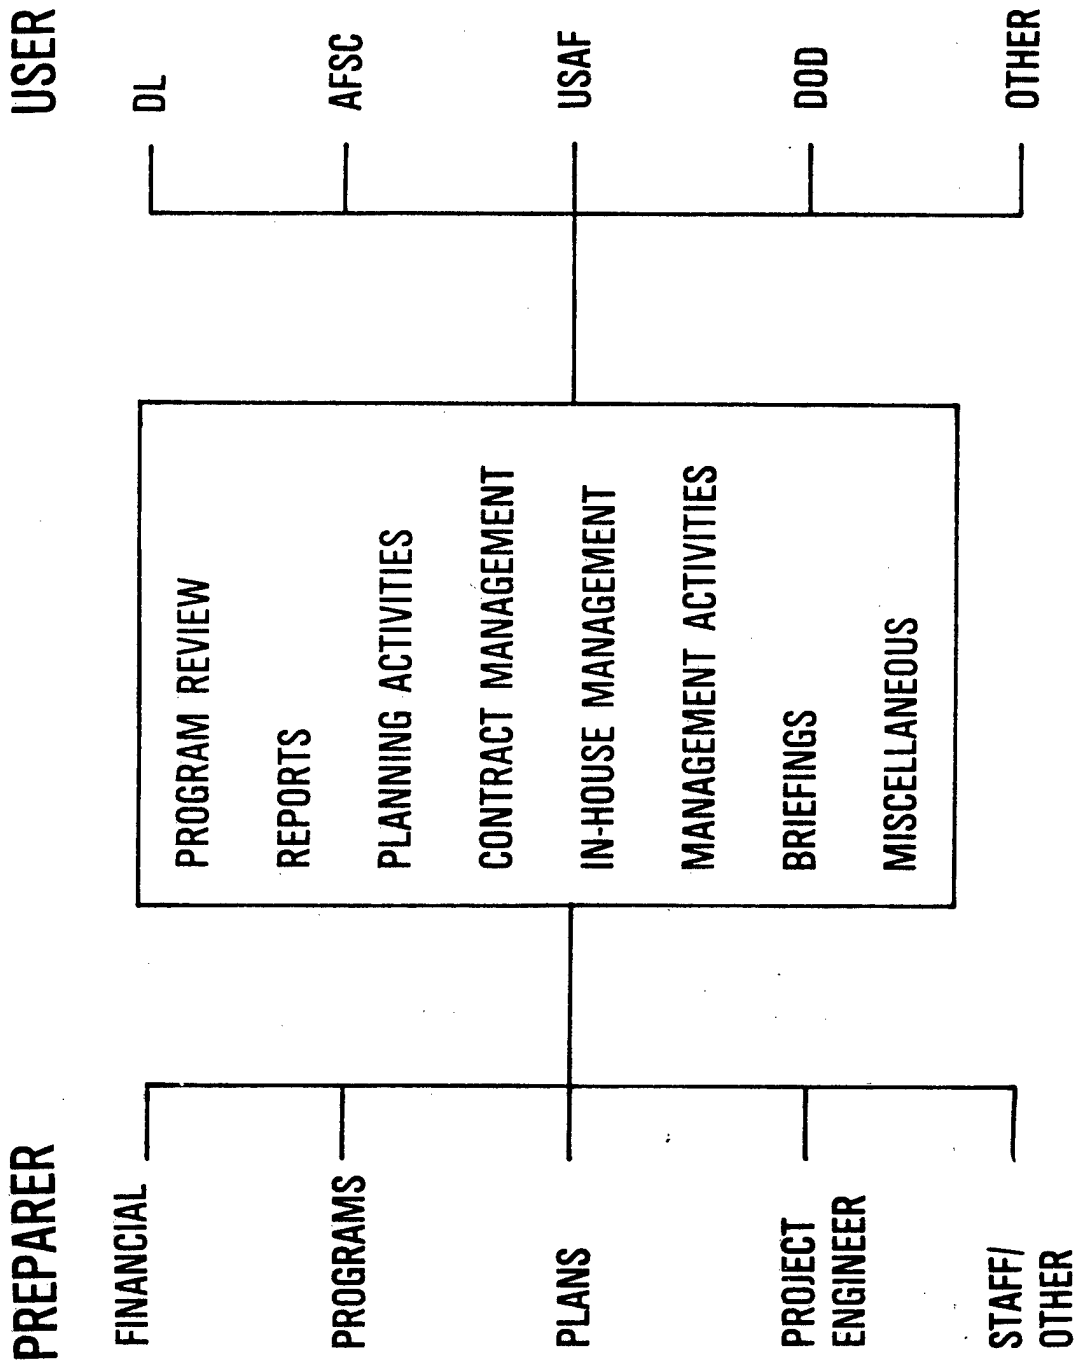 PREPARER
FINANCIAL
PROGRAMS
PLANS
PROJECT
ENGINEER
STAFF/
OTHER
PROGRAM REVIEW
REPORTS
PLANNING ACTIVITIES
CONTRACT MANAGEMENT
IN-HOUSE MANAGEMENT
MANAGEMENT ACTIVITIES
BRIEFINGS
MISCELLANEOUS
USER
DL
AFSC
USAF
DOD
OTHER